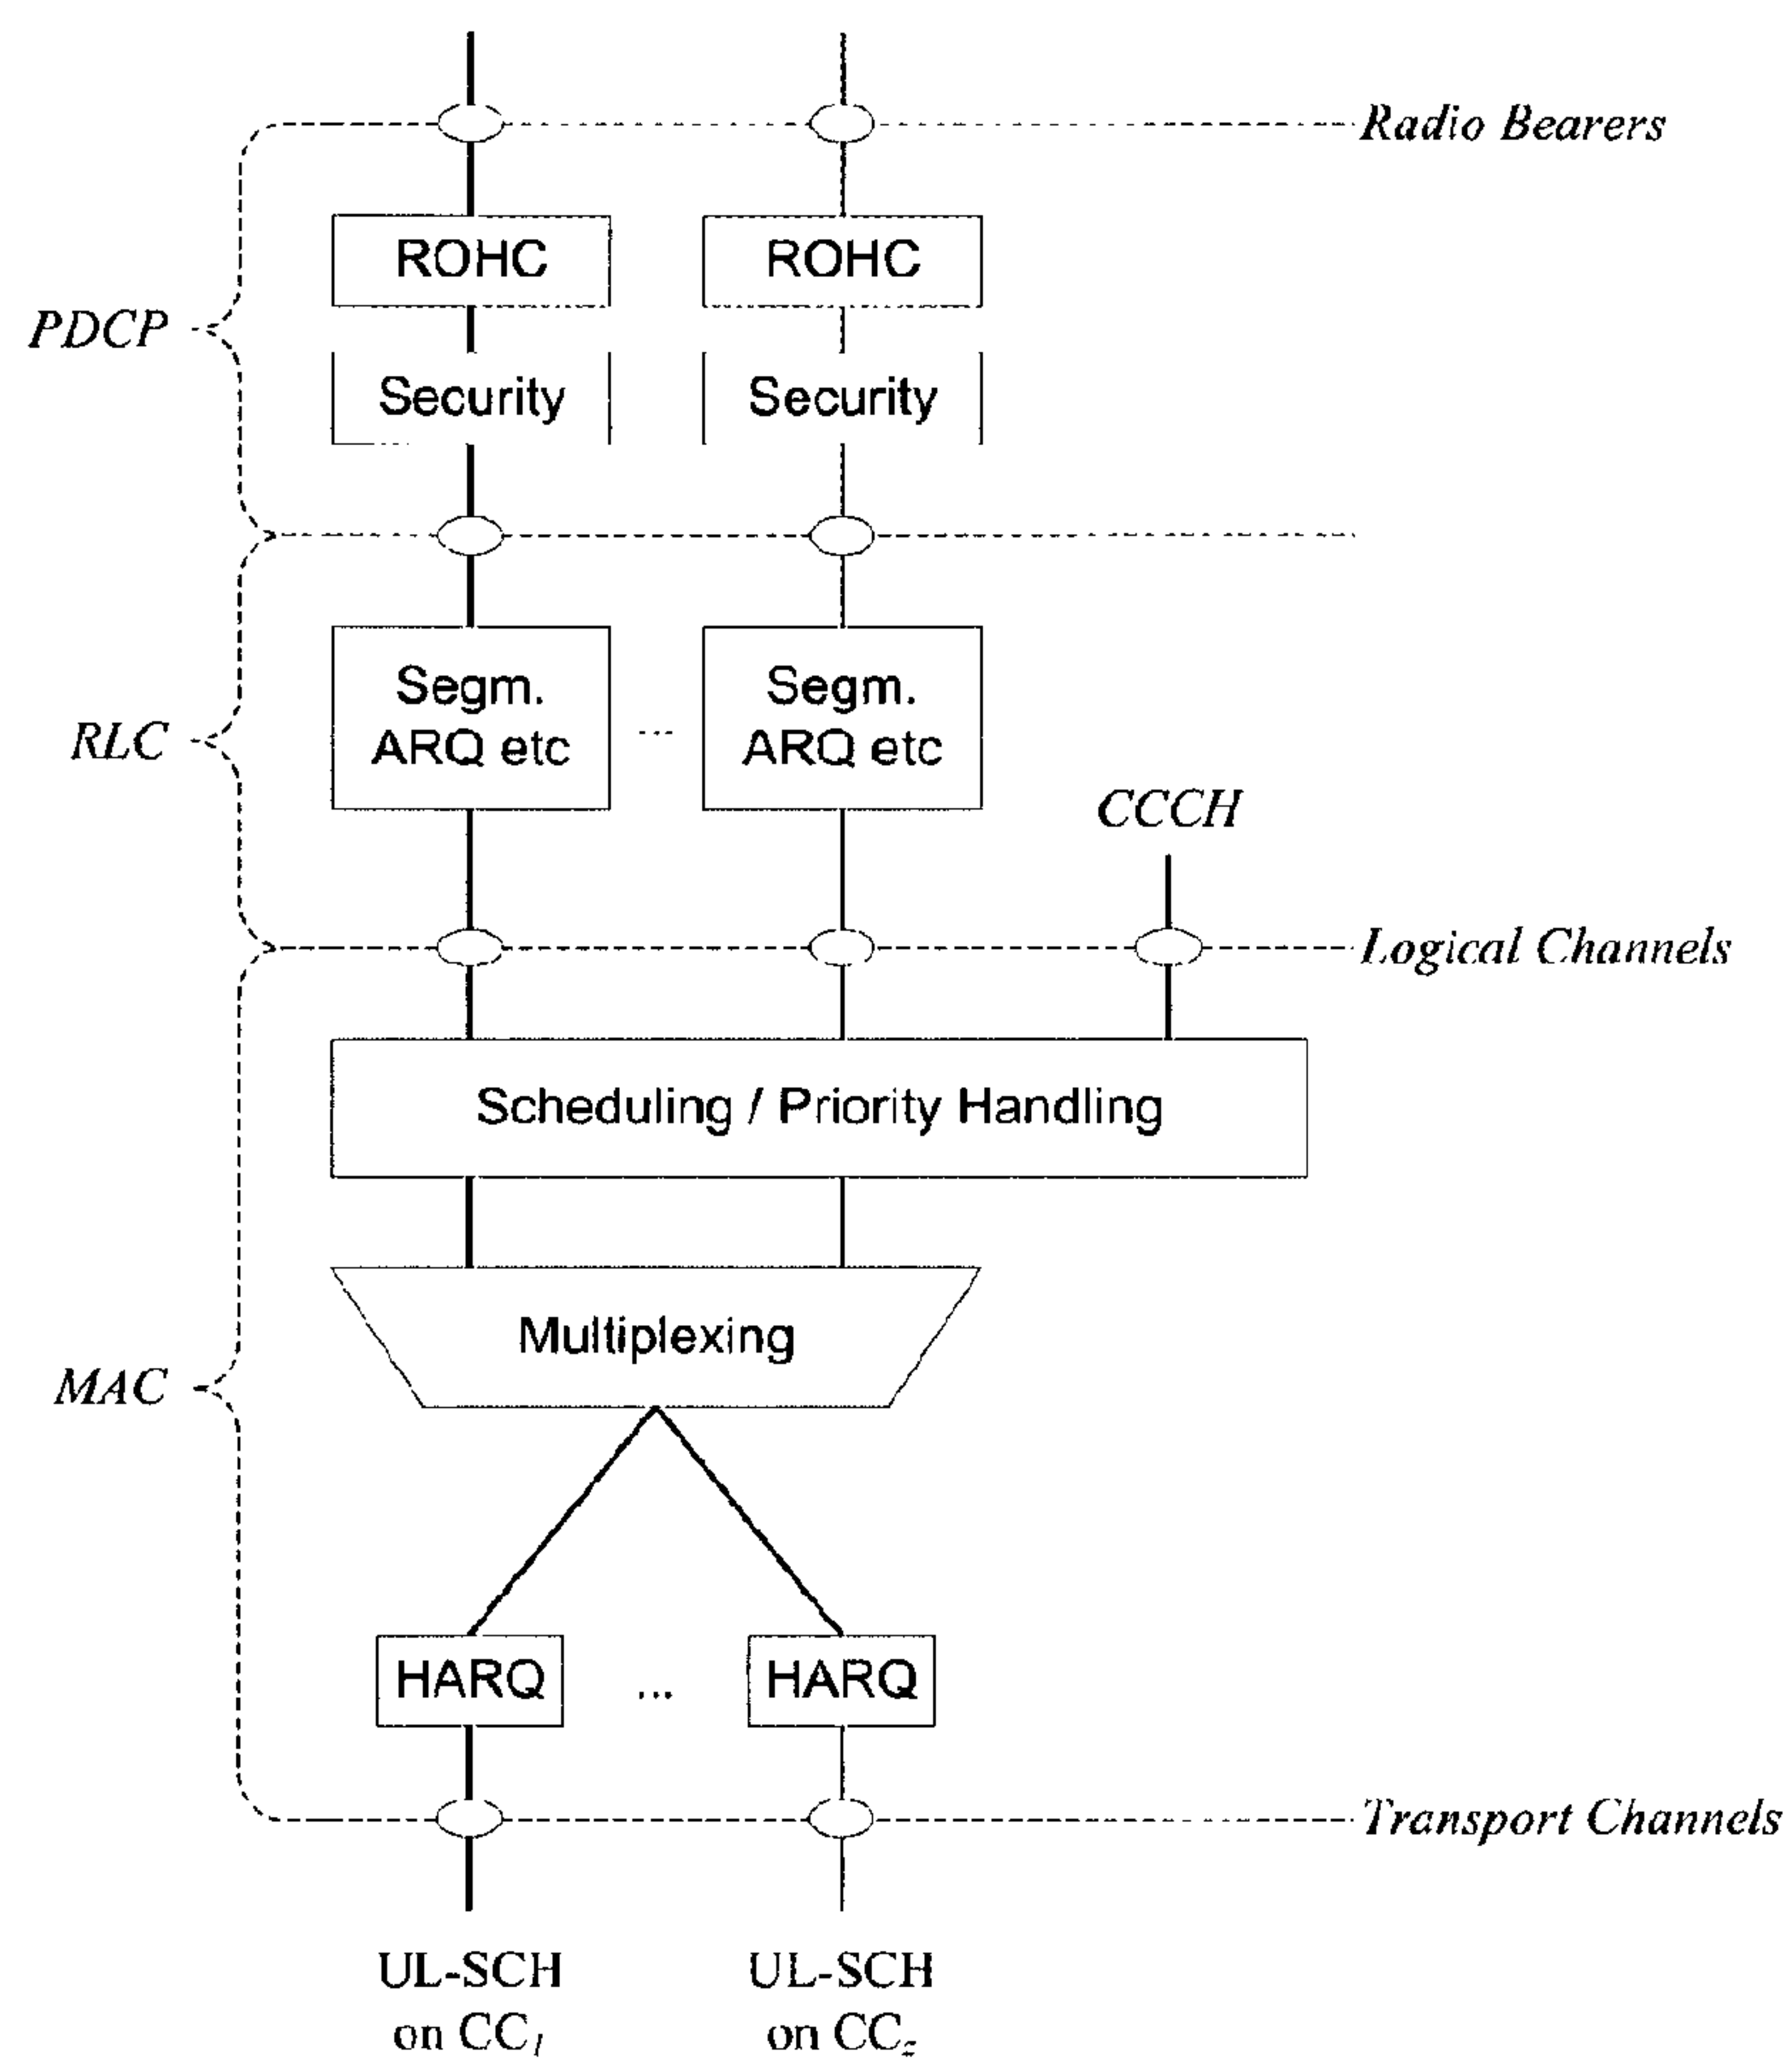 Radio Bearers
ROHC
ROHC
PDCP
Security
Security
Segm.
ARQ etc
...
Segm.
ARQ etc
RLC
CCCH
Logical Channels
Scheduling / Priority Handling
Multiplexing
MAC
HARQ
...
HARQ
Transport Channels
UL-SCH
on CC1
UL-SCH
on CCz